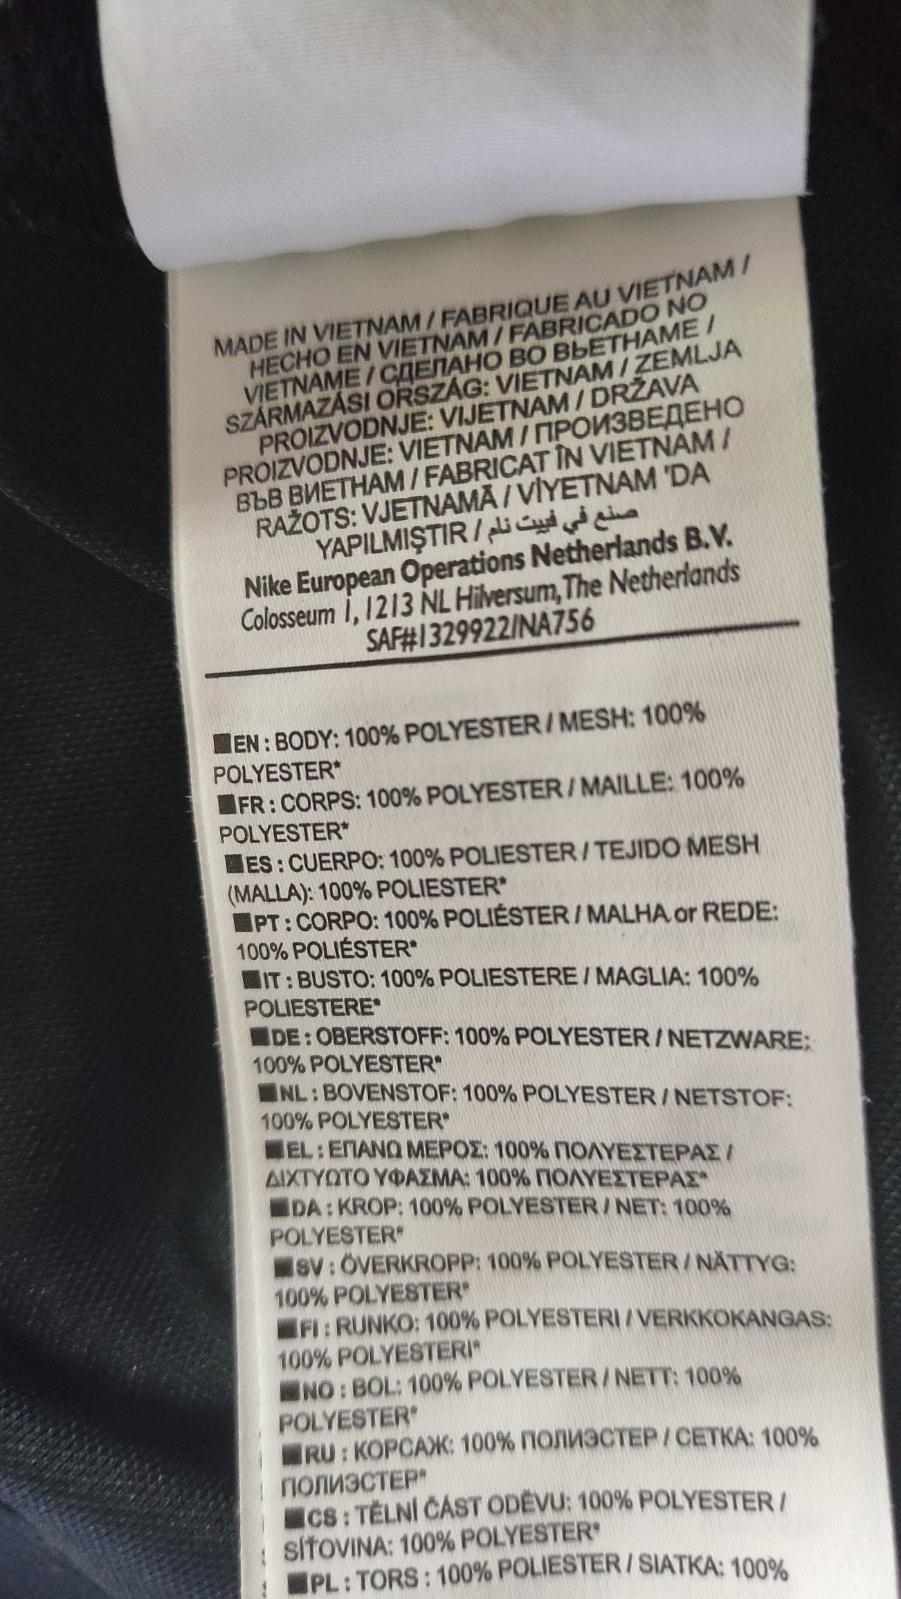 MADE IN VIETNAM / FABRIQUE AU VIETNAM /
HECHO EN VIETNAM / FABRICADO NO
VIETNAME / СДЕЛАНО ВО ВЬЕТНАМЕ /
SZÁRMAZÁSI ORSZÁG: VIETNAM / ZEMLJA
PROIZVODNJE: VIJETNAM / DRŽAVA
PROIZVODNJE: VIETNAM / ПРОИЗВЕДЕНО
ВЪВ ВИЕТНАМ / FABRICAT ÎN VIETNAM /
RAŽOTS: VJETNAMĀ / VİYETNAM 'DA
YAPILMIŞTIR / صنع في فييت نام
Nike European Operations Netherlands B.V.
Colosseum 1, 1213 NL Hilversum, The Netherlands
SAF#1329922/NA756
EN : BODY: 100% POLYESTER / MESH: 100%
POLYESTER*
FR : CORPS: 100% POLYESTER / MAILLE: 100%
POLYESTER*
ES : CUERPO: 100% POLIESTER / TEJIDO MESH
(MALLA): 100% POLIESTER*
PT : CORPO: 100% POLIÉSTER / MALHA or REDE:
100% POLIÉSTER*
IT : BUSTO: 100% POLIESTERE / MAGLIA: 100%
POLIESTERE*
DE : OBERSTOFF: 100% POLYESTER / NETZWARE:
100% POLYESTER*
NL : BOVENSTOF: 100% POLYESTER / NETSTOF:
100% POLYESTER*
EL : ΕΠΑΝΩ ΜΕΡΟΣ: 100% ΠΟΛΥΕΣΤΕΡΑΣ /
ΔΙΧΤΥΩΤΟ ΥΦΑΣΜΑ: 100% ΠΟΛΥΕΣΤΕΡΑΣ*
DA : KROP: 100% POLYESTER / NET: 100%
POLYESTER*
SV : ÖVERKROPP: 100% POLYESTER / NÄTTYG:
100% POLYESTER*
FI : RUNKO: 100% POLYESTERI / VERKKOKANGAS:
100% POLYESTERI*
NO : BOL: 100% POLYESTER / NETT: 100%
POLYESTER*
RU : КОРСАЖ: 100% ПОЛИЭСТЕР / СЕТКА: 100%
ПОЛИЭСТЕР*
CS : TĚLNÍ ČÁST ODĚVU: 100% POLYESTER /
SÍŤOVINA: 100% POLYESTER*
PL : TORS : 100% POLIESTER / SIATKA: 100%